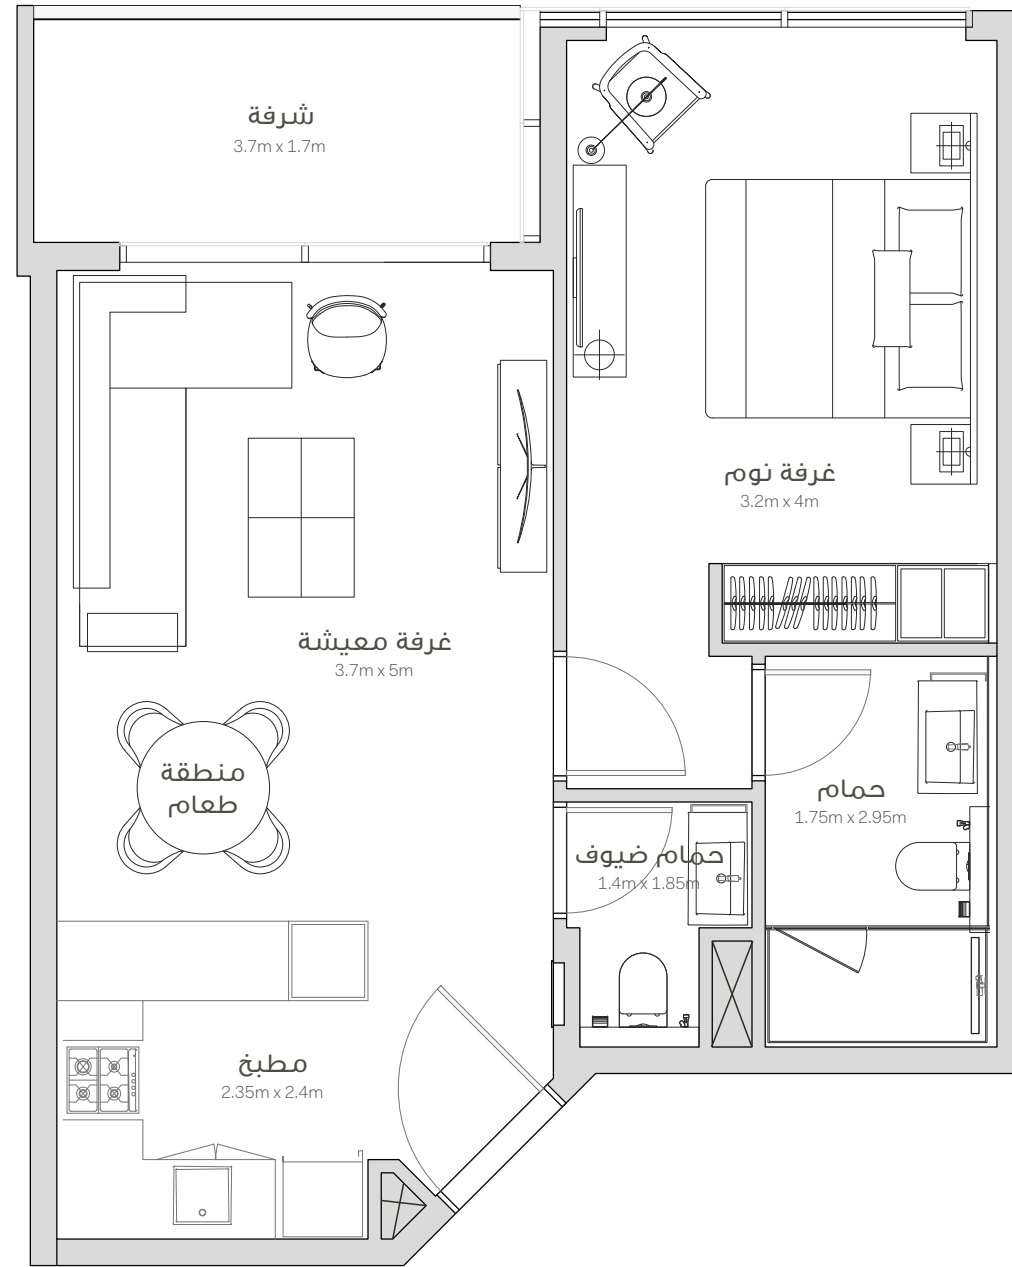 شرفة
3.7m x 1.7m
غرفة نوم
3.2m x 4m
غرفة معيشة
3.7m x 5m
منطقة
طعام
حمام
1.75m x 2.95m
حمام ضيوف
1.4m x 1.85m
مطبخ
2.35m x 2.4m